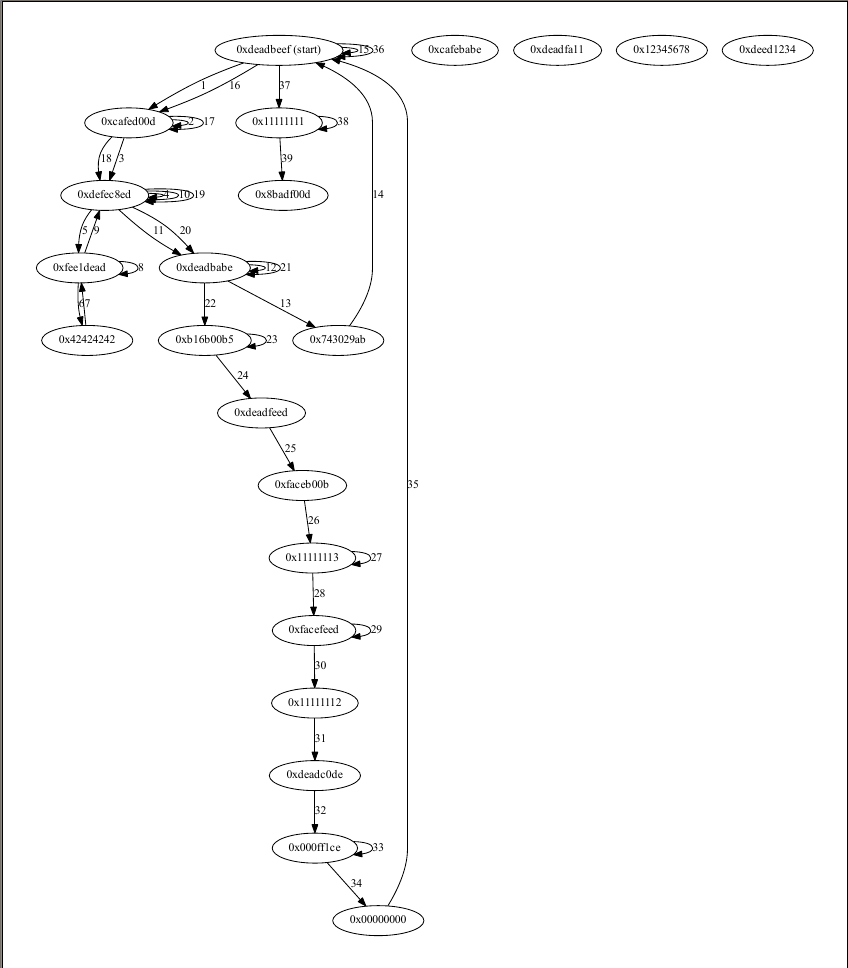 0xdeadbeef (start)
15
36
0xcafebabe
0xdeadfa11
0x12345678
0xdeed1234
1
16
37
0xcafed00d
2
17
0x11111111
38
18
3
39
14
0xdefec8ed
4
10
19
0x8badf00d
5
9
11
20
0xfee1dead
8
0xdeadbabe
12
21
6
7
22
13
0x42424242
0xb16b00b5
23
0x743029ab
24
0xdeadfeed
25
0xfaceb00b
35
26
0x11111113
27
28
0xfacefeed
29
30
0x11111112
31
0xdeadc0de
32
0x000ff1ce
33
34
0x00000000